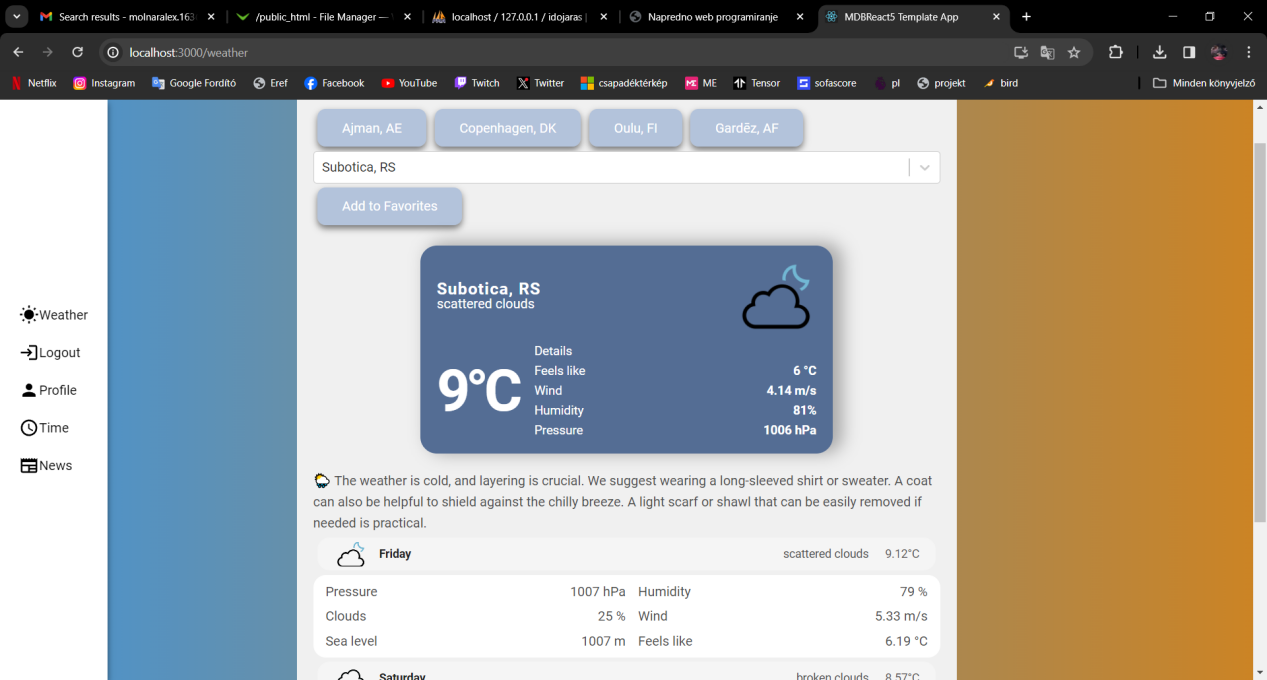 Search results - molnaralex.163
/public_html - File Manager —
localhost / 127.0.0.1 / idojaras |
Napredno web programiranje
MDBReact5 Template App
localhost:3000/weather
Netflix
Instagram
Google Fordító
Eref
Facebook
YouTube
Twitch
Twitter
csapadéktérkép
ME
Tensor
sofascore
pl
projekt
bird
Minden könyvjelző
Ajman, AE
Copenhagen, DK
Oulu, FI
Gardēz, AF
Subotica, RS
Add to Favorites
Weather
Logout
Profile
Time
News
Subotica, RS
scattered clouds
9°C
Details
Feels like 6 °C
Wind 4.14 m/s
Humidity 81%
Pressure 1006 hPa
The weather is cold, and layering is crucial. We suggest wearing a long-sleeved shirt or sweater. A coat
can also be helpful to shield against the chilly breeze. A light scarf or shawl that can be easily removed if
needed is practical.
Friday scattered clouds 9.12°C
Pressure 1007 hPa Humidity 79 %
Clouds 25 % Wind 5.33 m/s
Sea level 1007 m Feels like 6.19 °C
Saturday broken clouds 8.57°C